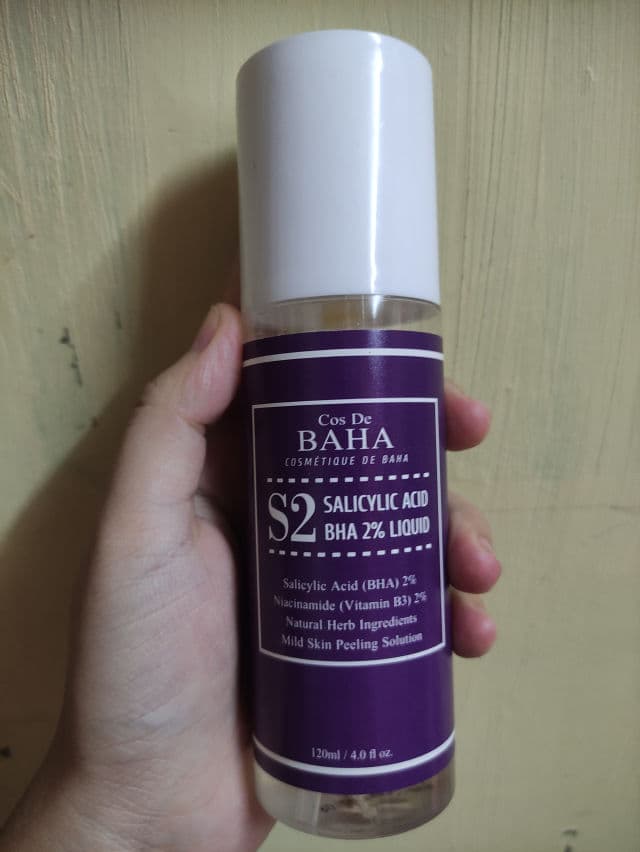 Cos De
BAHA
COSMÉTIQUE DE BAHA
S2 SALICYLIC ACID
BHA 2% LIQUID
Salicylic Acid (BHA) 2%
Niacinamide (Vitamin B3) 2%
Natural Herb Ingredients
Mild Skin Peeling Solution
120ml / 4.0 fl oz.